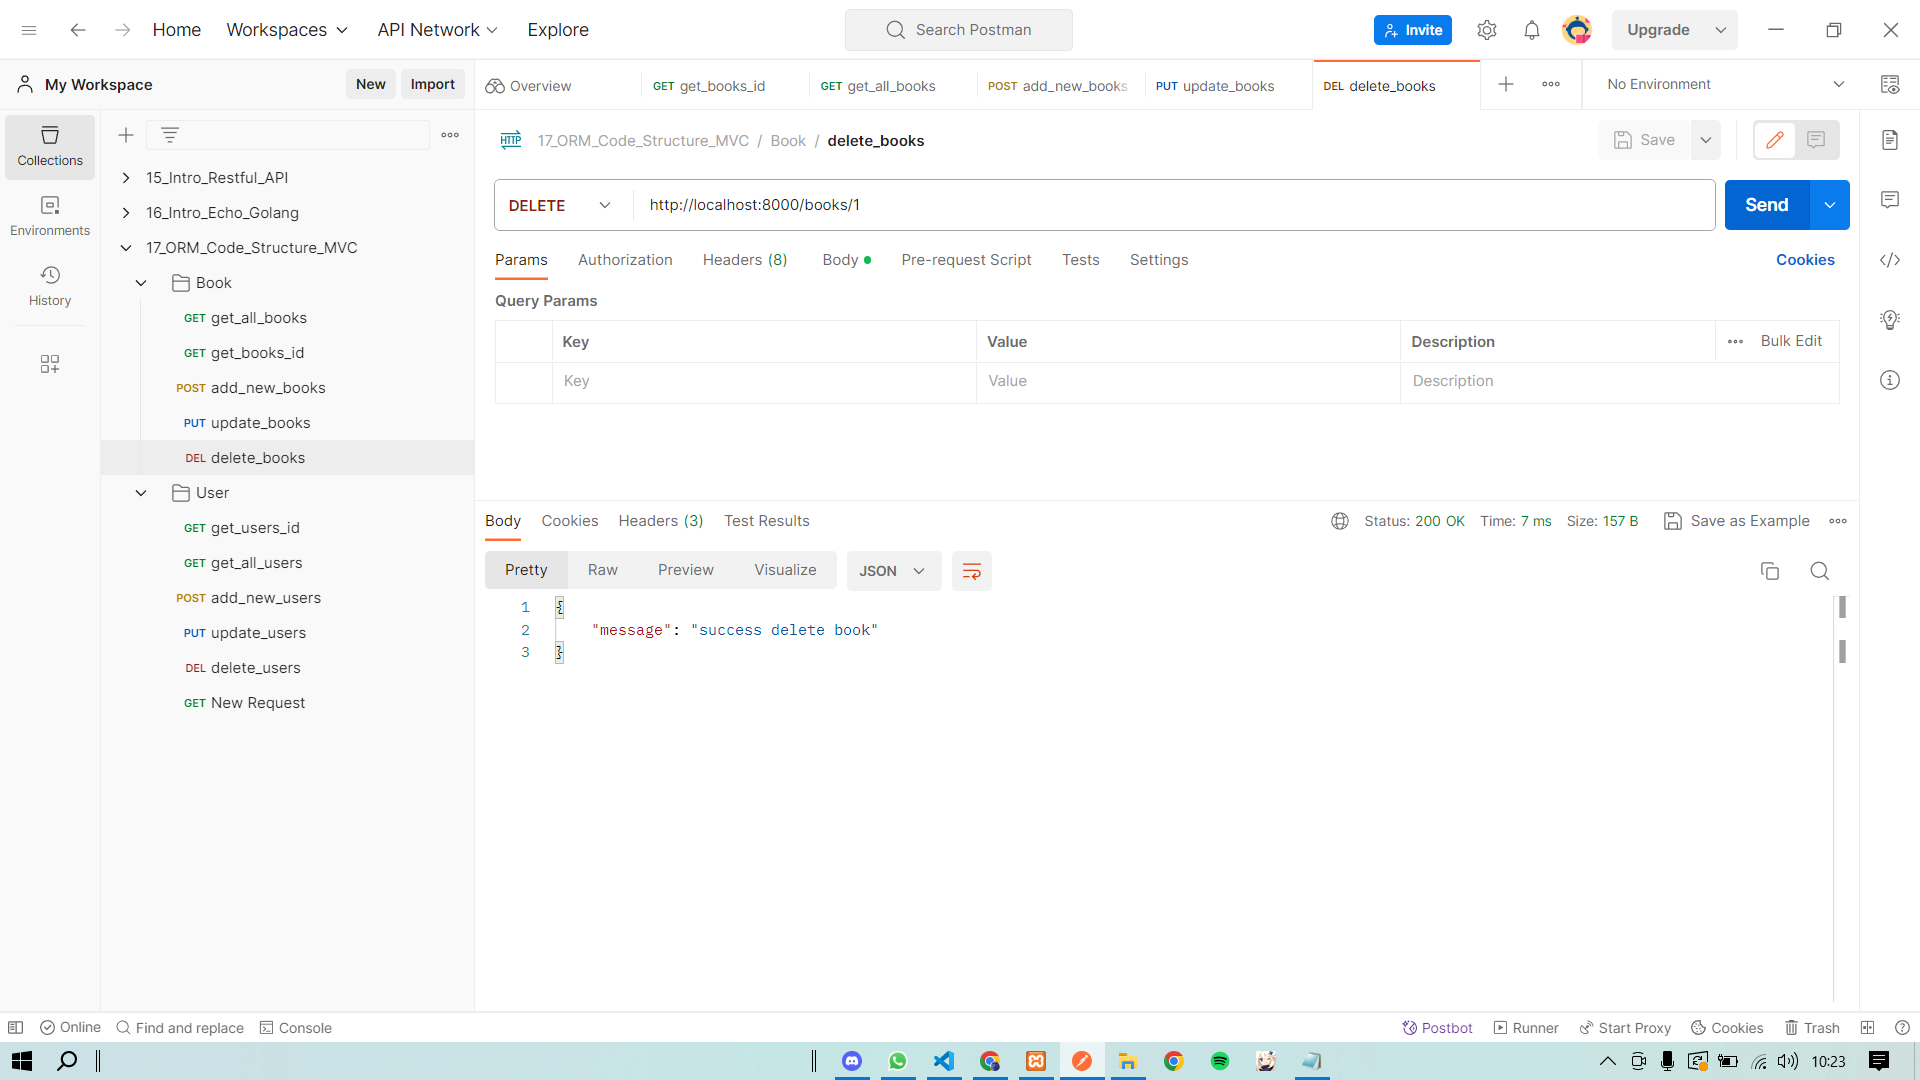 Home Workspaces API Network Explore Search Postman Invite Upgrade
My Workspace New Import
Overview GET get_books_id GET get_all_books POST add_new_books PUT update_books DEL delete_books No Environment
Collections
Environments
History
15_Intro_Restful_API
16_Intro_Echo_Golang
17_ORM_Code_Structure_MVC
Book
GET get_all_books
GET get_books_id
POST add_new_books
PUT update_books
DEL delete_books
User
GET get_users_id
GET get_all_users
POST add_new_users
PUT update_users
DEL delete_users
GET New Request
HTTP 17_ORM_Code_Structure_MVC / Book / delete_books Save
DELETE http://localhost:8000/books/1 Send
Params Authorization Headers (8) Body Pre-request Script Tests Settings Cookies
Query Params
Key Value Description Bulk Edit
Key Value Description
Body Cookies Headers (3) Test Results Status: 200 OK Time: 7 ms Size: 157 B Save as Example
Pretty Raw Preview Visualize JSON
1 {
2 "message": "success delete book"
3 }
Online Find and replace Console Postbot Runner Start Proxy Cookies Trash
10:23